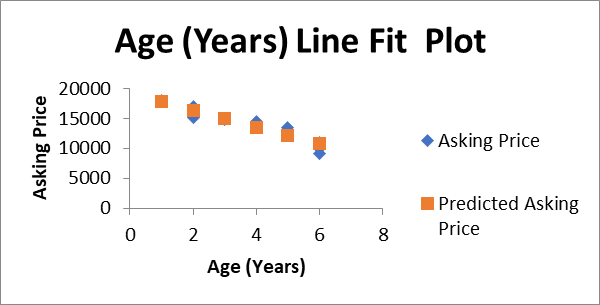 Age (Years) Line Fit Plot
Asking Price
20000
15000
10000
5000
0
0 2 4 6 8
Age (Years)
Asking Price
Predicted Asking
Price